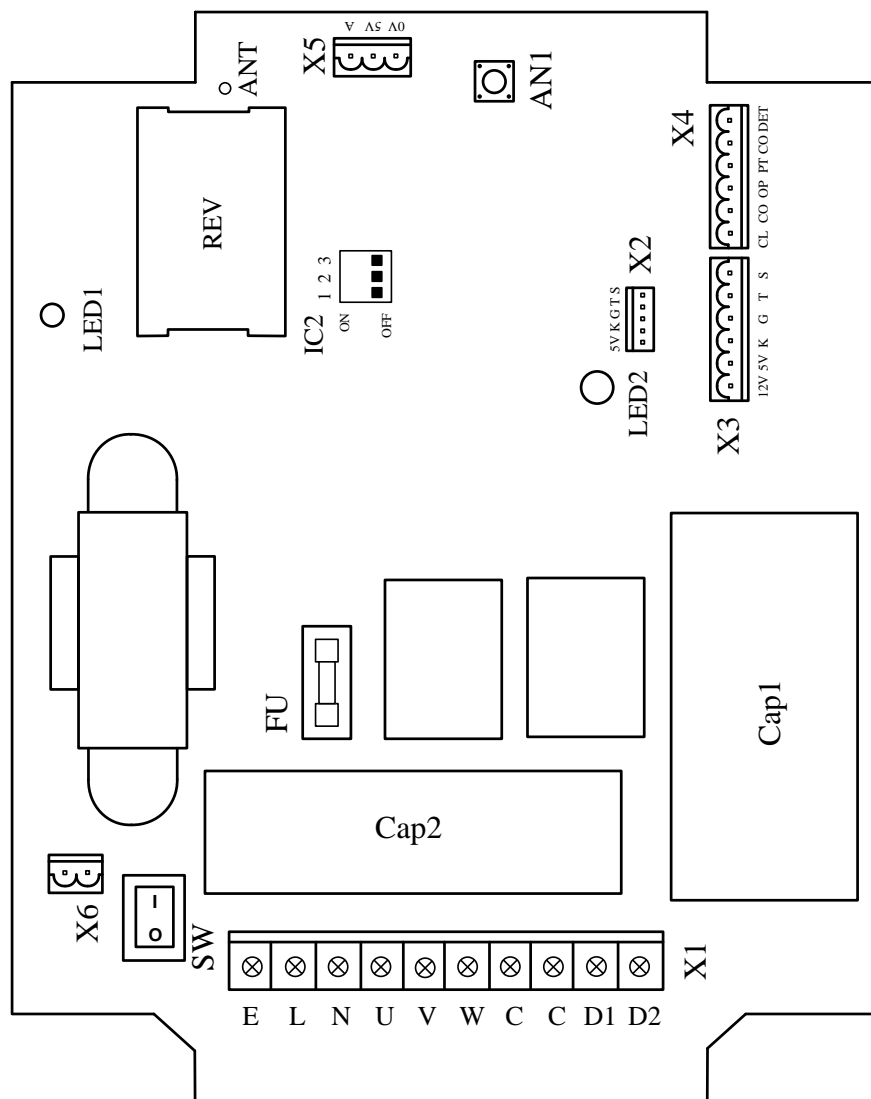 0V 5V A
X5
ANT
AN1
X4
CL CO OP PT CO DET
REV
1 2 3
IC2
ON
OFF
LED1
X2
5V K G T S
LED2
12V 5V K G T S
X3
FU
Cap1
Cap2
X6
I
O
SW
X1
E L N U V W C C D1 D2